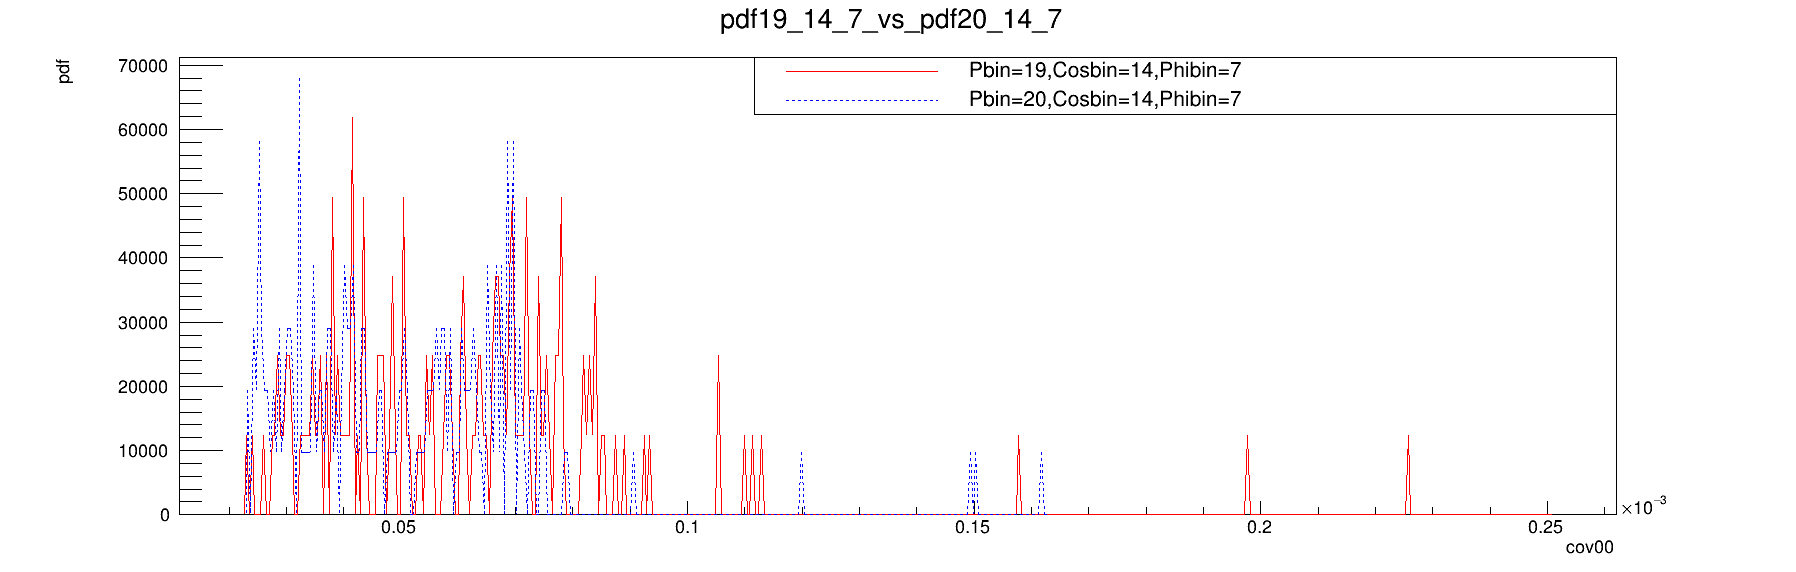 pdf19_14_7_vs_pdf20_14_7
pdf
70000
60000
50000
40000
30000
20000
10000
0
Pbin=19,Cosbin=14,Phibin=7
Pbin=20,Cosbin=14,Phibin=7
0.05 0.1 0.15 0.2 0.25 ×10⁻³
cov00